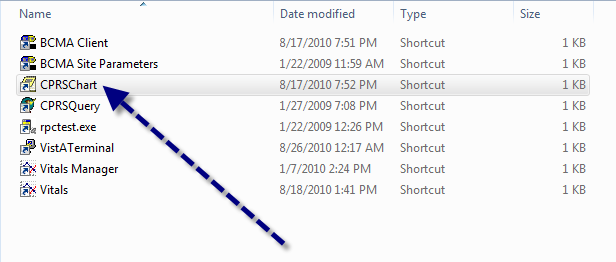 Name Date modified Type Size
BCMA Client 8/17/2010 7:51 PM Shortcut 1 KB
BCMA Site Parameters 1/22/2009 11:59 AM Shortcut 1 KB
CPRSChart 8/17/2010 7:52 PM Shortcut 1 KB
CPRSQuery 1/27/2009 7:08 PM Shortcut 1 KB
rpctest.exe 1/22/2009 12:26 PM Shortcut 1 KB
VistATerminal 8/26/2010 12:17 AM Shortcut 1 KB
Vitals Manager 1/7/2010 2:24 PM Shortcut 1 KB
Vitals 8/18/2010 1:41 PM Shortcut 1 KB